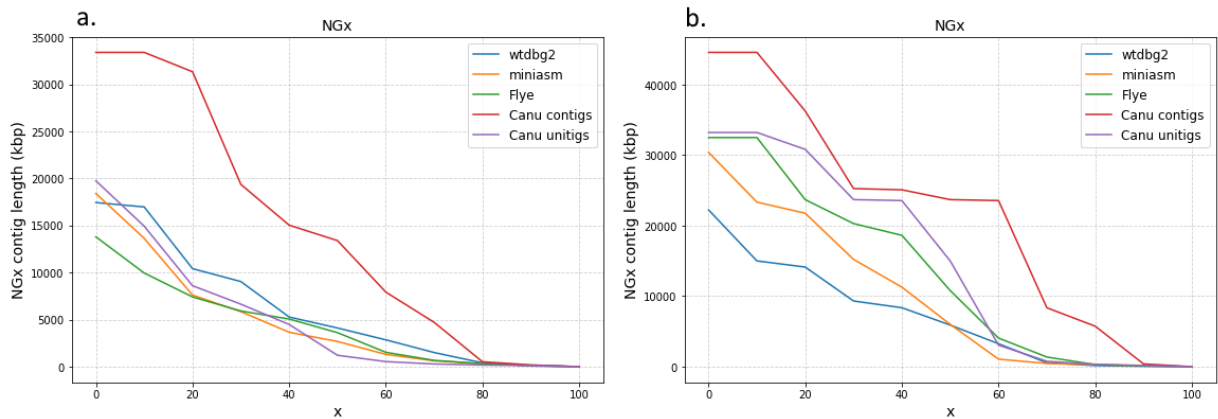 a.
NGx
35000
30000
25000
20000
15000
10000
5000
0
NGx contig length (kbp)
0 20 40 60 80 100
x
wtdbg2
miniasm
Flye
Canu contigs
Canu unitigs
b.
NGx
40000
30000
20000
10000
0
NGx contig length (kbp)
0 20 40 60 80 100
x
wtdbg2
miniasm
Flye
Canu contigs
Canu unitigs